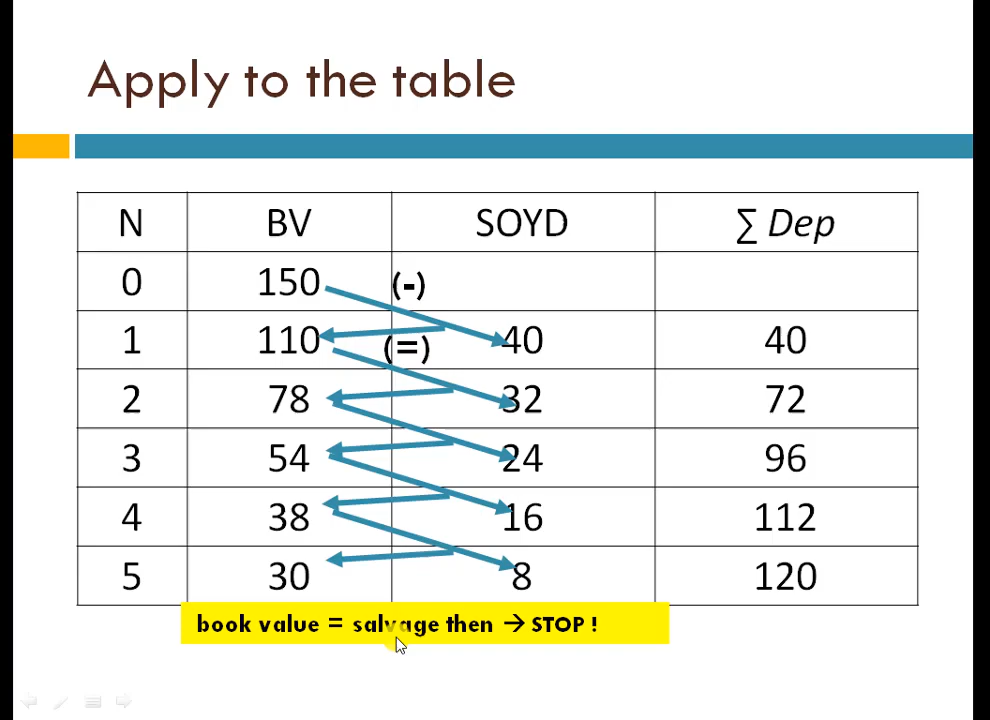 Apply to the table
N BV SOYD ∑ Dep
0 150 (-)
1 110 (=) 40 40
2 78 32 72
3 54 24 96
4 38 16 112
5 30 8 120
book value = salvage then → STOP !